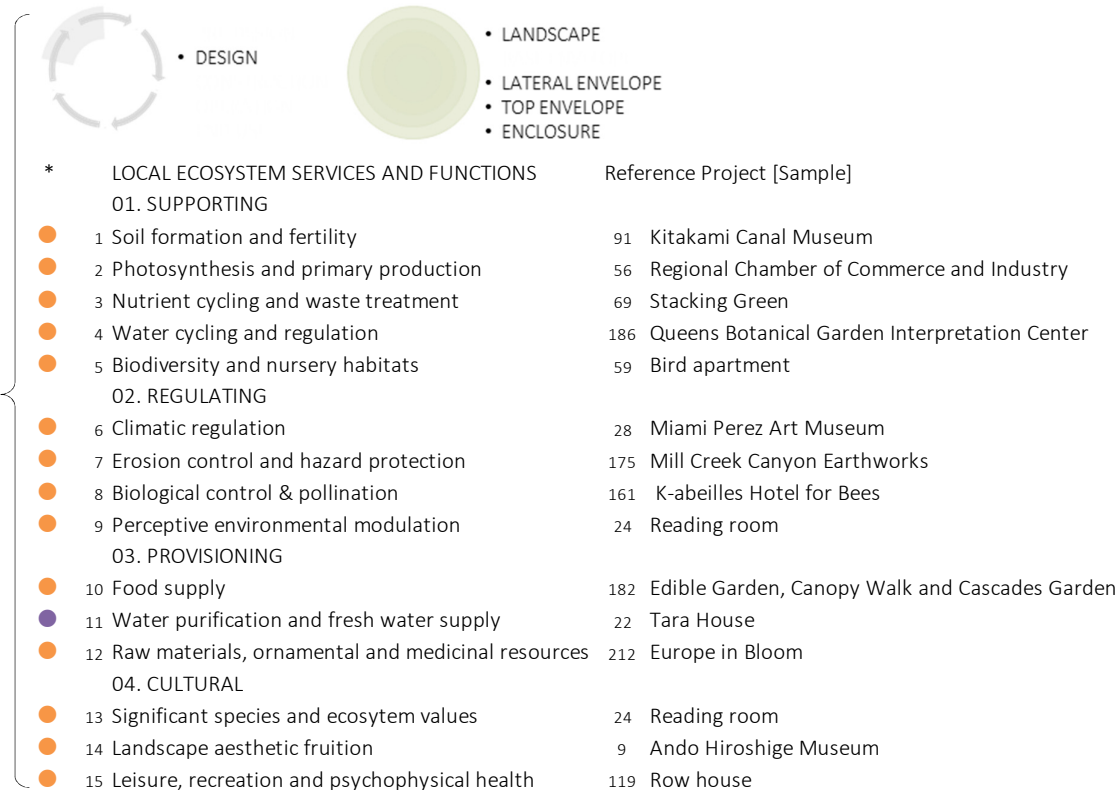 • DESIGN
• LANDSCAPE
• LATERAL ENVELOPE
• TOP ENVELOPE
• ENCLOSURE
* LOCAL ECOSYSTEM SERVICES AND FUNCTIONS Reference Project [Sample]
01. SUPPORTING
1 Soil formation and fertility 91 Kitakami Canal Museum
2 Photosynthesis and primary production 56 Regional Chamber of Commerce and Industry
3 Nutrient cycling and waste treatment 69 Stacking Green
4 Water cycling and regulation 186 Queens Botanical Garden Interpretation Center
5 Biodiversity and nursery habitats 59 Bird apartment
02. REGULATING
6 Climatic regulation 28 Miami Perez Art Museum
7 Erosion control and hazard protection 175 Mill Creek Canyon Earthworks
8 Biological control & pollination 161 K-abeilles Hotel for Bees
9 Perceptive environmental modulation 24 Reading room
03. PROVISIONING
10 Food supply 182 Edible Garden, Canopy Walk and Cascades Garden
11 Water purification and fresh water supply 22 Tara House
12 Raw materials, ornamental and medicinal resources 212 Europe in Bloom
04. CULTURAL
13 Significant species and ecosytem values 24 Reading room
14 Landscape aesthetic fruition 9 Ando Hiroshige Museum
15 Leisure, recreation and psychophysical health 119 Row house